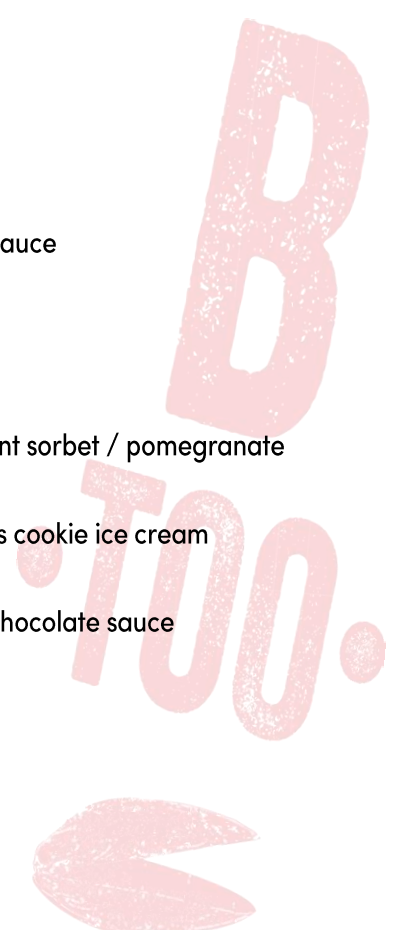 B
auce
nt sorbet / pomegranate
TOO
s cookie ice cream
hocolate sauce